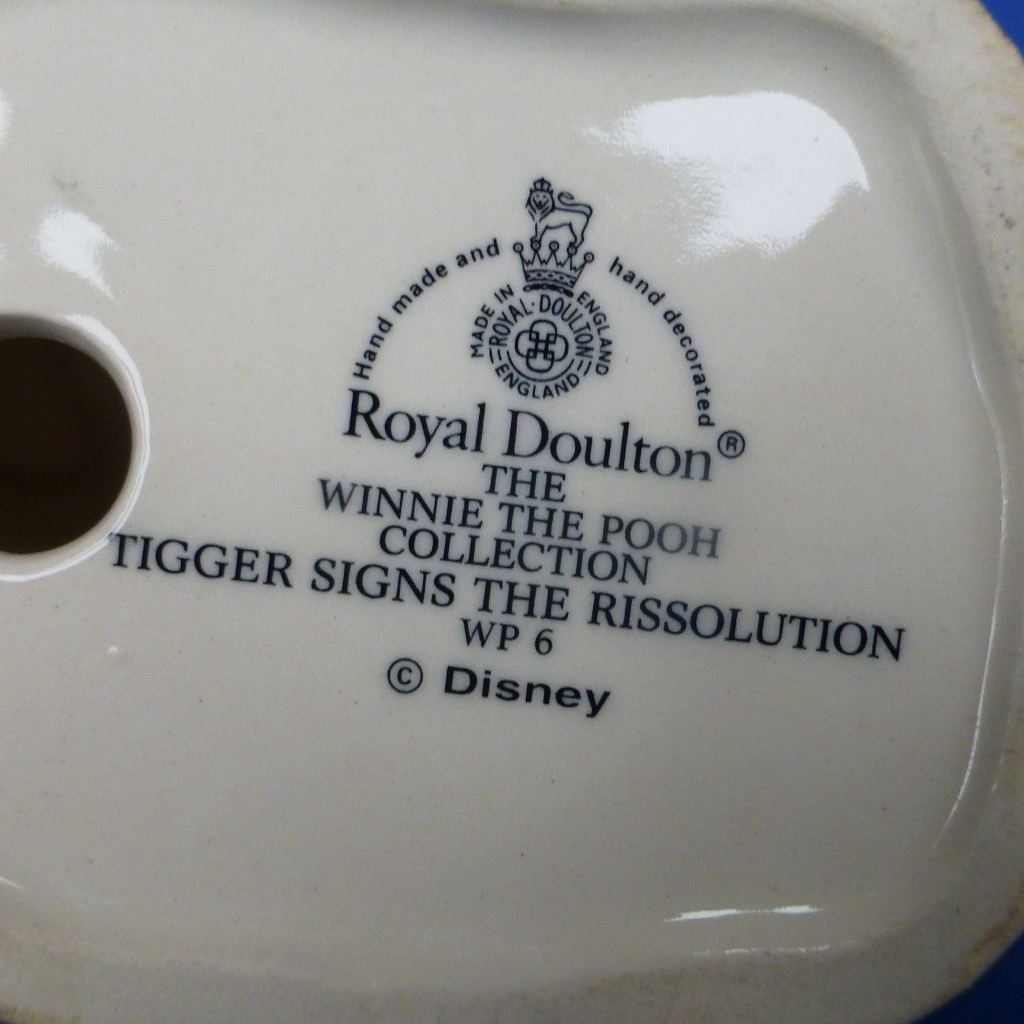 Hand made and hand decorated
MADE IN ENGLAND
ROYAL·DOULTON
ENGLAND
Royal Doulton®
THE
WINNIE THE POOH
COLLECTION
TIGGER SIGNS THE RISSOLUTION
WP 6
© Disney